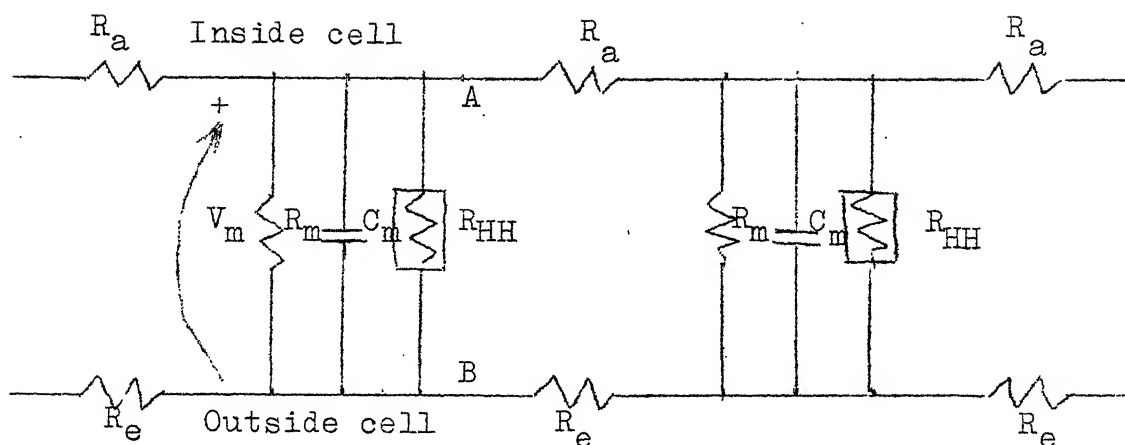 R_a Inside cell R_a R_a
+
A
V_m R_m C_m R_HH R_m C_m R_HH
B
R_e Outside cell R_e R_e